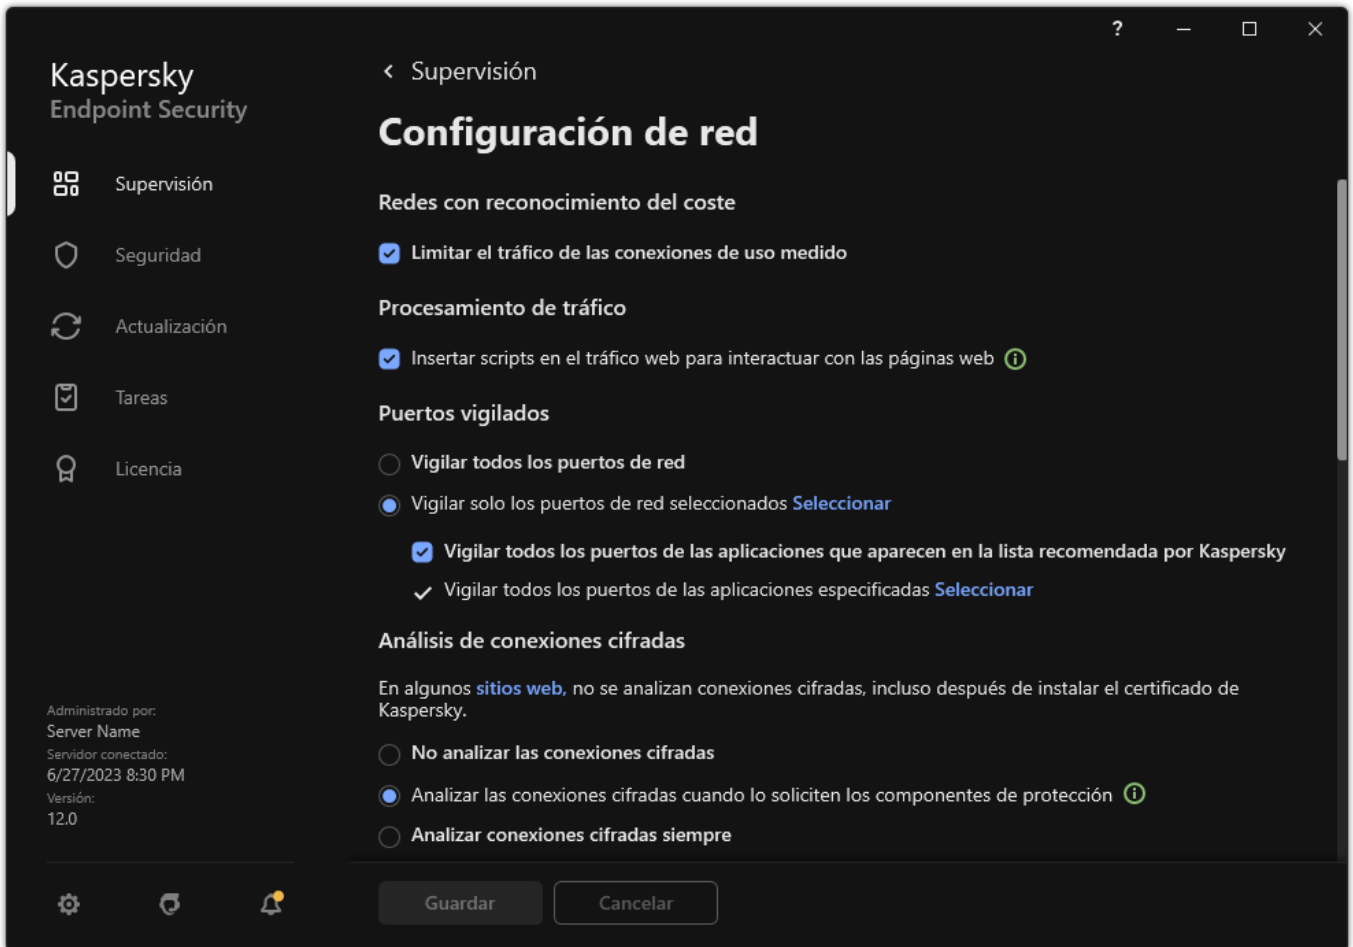 ?
Kaspersky
Endpoint Security
Supervisión
Seguridad
Actualización
Tareas
Licencia
Administrado por:
Server Name
Servidor conectado:
6/27/2023 8:30 PM
Versión:
12.0
Supervisión
Configuración de red
Redes con reconocimiento del coste
Limitar el tráfico de las conexiones de uso medido
Procesamiento de tráfico
Insertar scripts en el tráfico web para interactuar con las páginas web
Puertos vigilados
Vigilar todos los puertos de red
Vigilar solo los puertos de red seleccionados Seleccionar
Vigilar todos los puertos de las aplicaciones que aparecen en la lista recomendada por Kaspersky
Vigilar todos los puertos de las aplicaciones especificadas Seleccionar
Análisis de conexiones cifradas
En algunos sitios web, no se analizan conexiones cifradas, incluso después de instalar el certificado de
Kaspersky.
No analizar las conexiones cifradas
Analizar las conexiones cifradas cuando lo soliciten los componentes de protección
Analizar conexiones cifradas siempre
Guardar
Cancelar